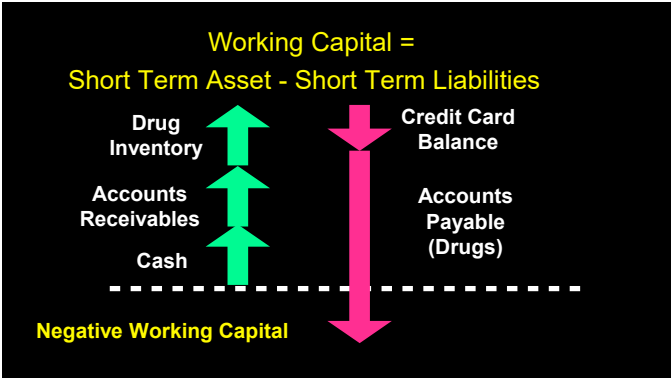 Working Capital =
Short Term Asset - Short Term Liabilities
Drug
Inventory
Credit Card
Balance
Accounts
Receivables
Accounts
Payable
(Drugs)
Cash
Negative Working Capital